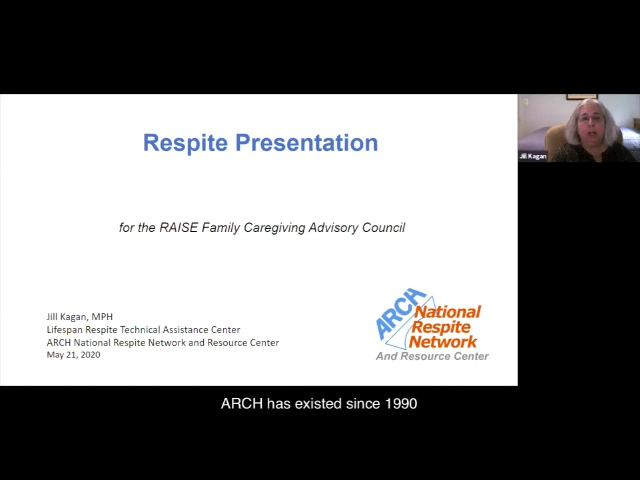 Respite Presentation
for the RAISE Family Caregiving Advisory Council
Jill Kagan, MPH
Lifespan Respite Technical Assistance Center
ARCH National Respite Network and Resource Center
May 21, 2020
ARCH
National
Respite
Network
And Resource Center
Jill Kagan
ARCH has existed since 1990